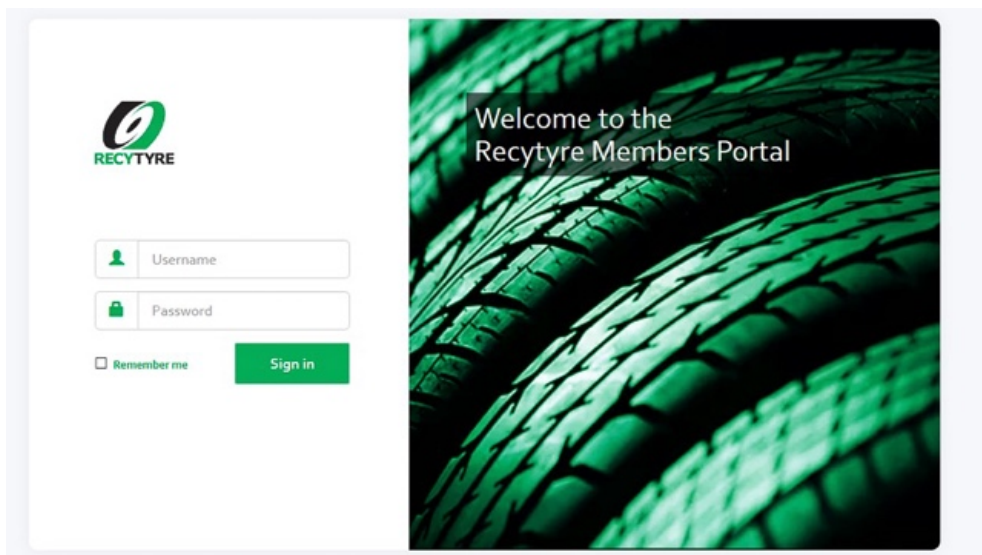 RECYTYRE
Username
Password
Remember me
Sign in
Welcome to the
Recytyre Members Portal